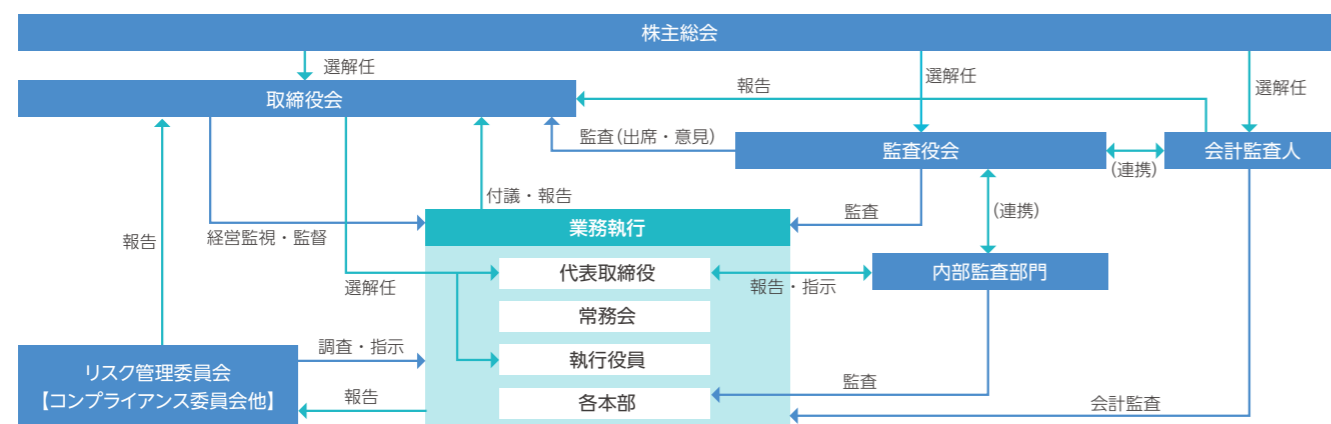 株主総会
選解任
選解任
選解任
取締役会
報告
監査(出席・意見)
監査役会
(連携)
会計監査人
付議・報告
監査
(連携)
経営監視・監督
報告
業務執行
代表取締役
報告・指示
内部監査部門
選解任
常務会
調査・指示
執行役員
リスク管理委員会
【コンプライアンス委員会他】
報告
各本部
監査
会計監査